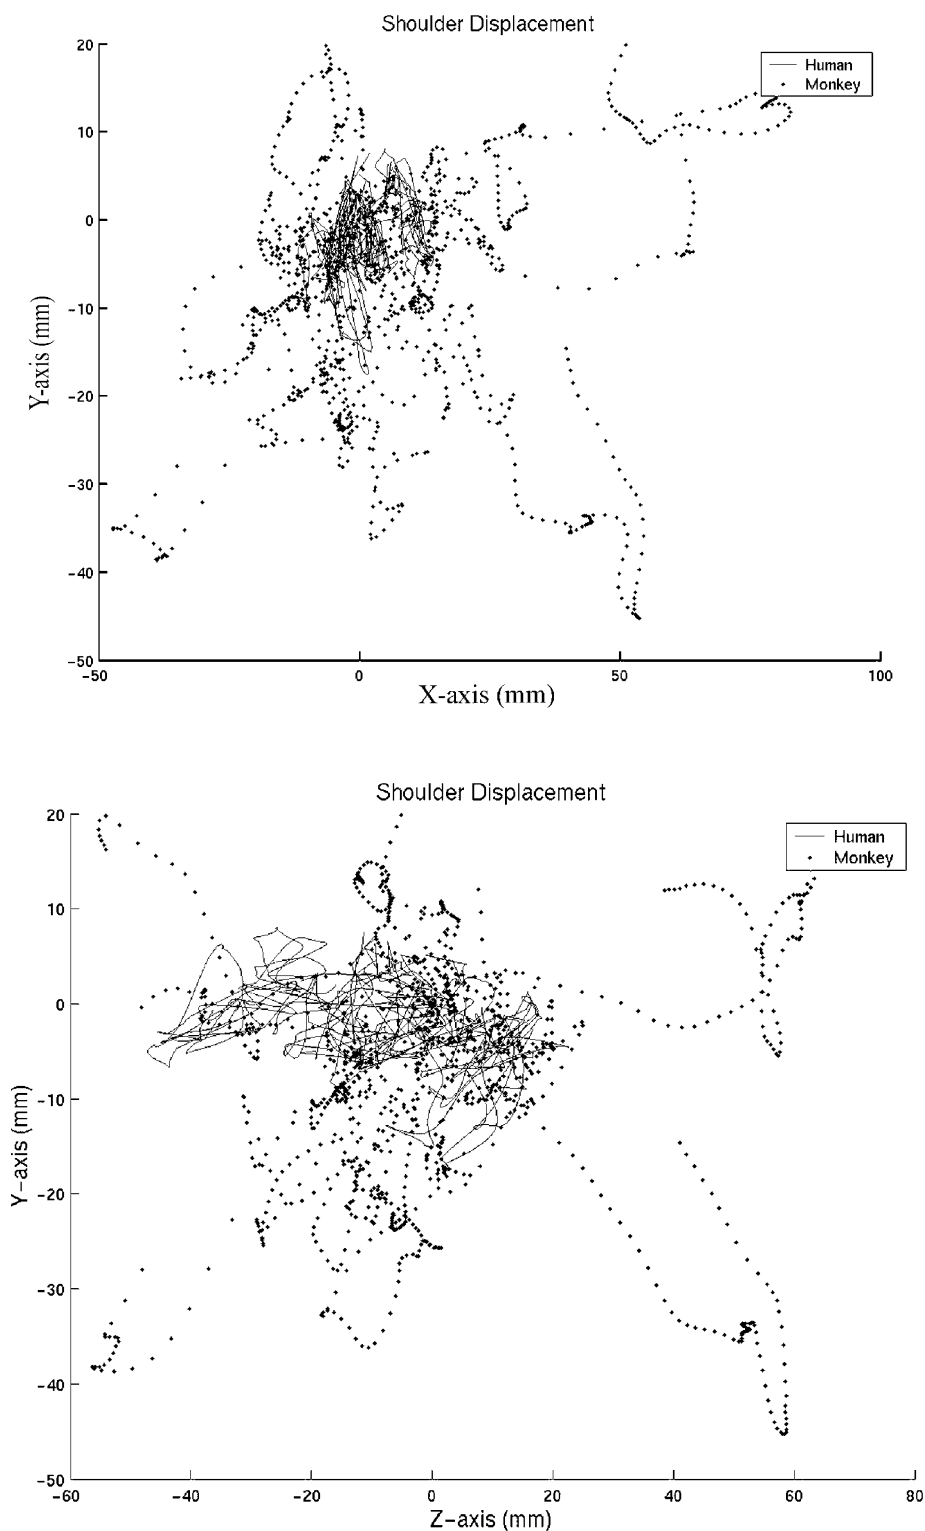 Shoulder Displacement
Human
Monkey
20
10
0
−10
−20
−30
−40
−50
Y-axis (mm)
−50 0 50 100
X-axis (mm)
Shoulder Displacement
Human
Monkey
20
10
0
−10
−20
−30
−40
−50
Y−axis (mm)
−60 −40 −20 0 20 40 60 80
Z−axis (mm)